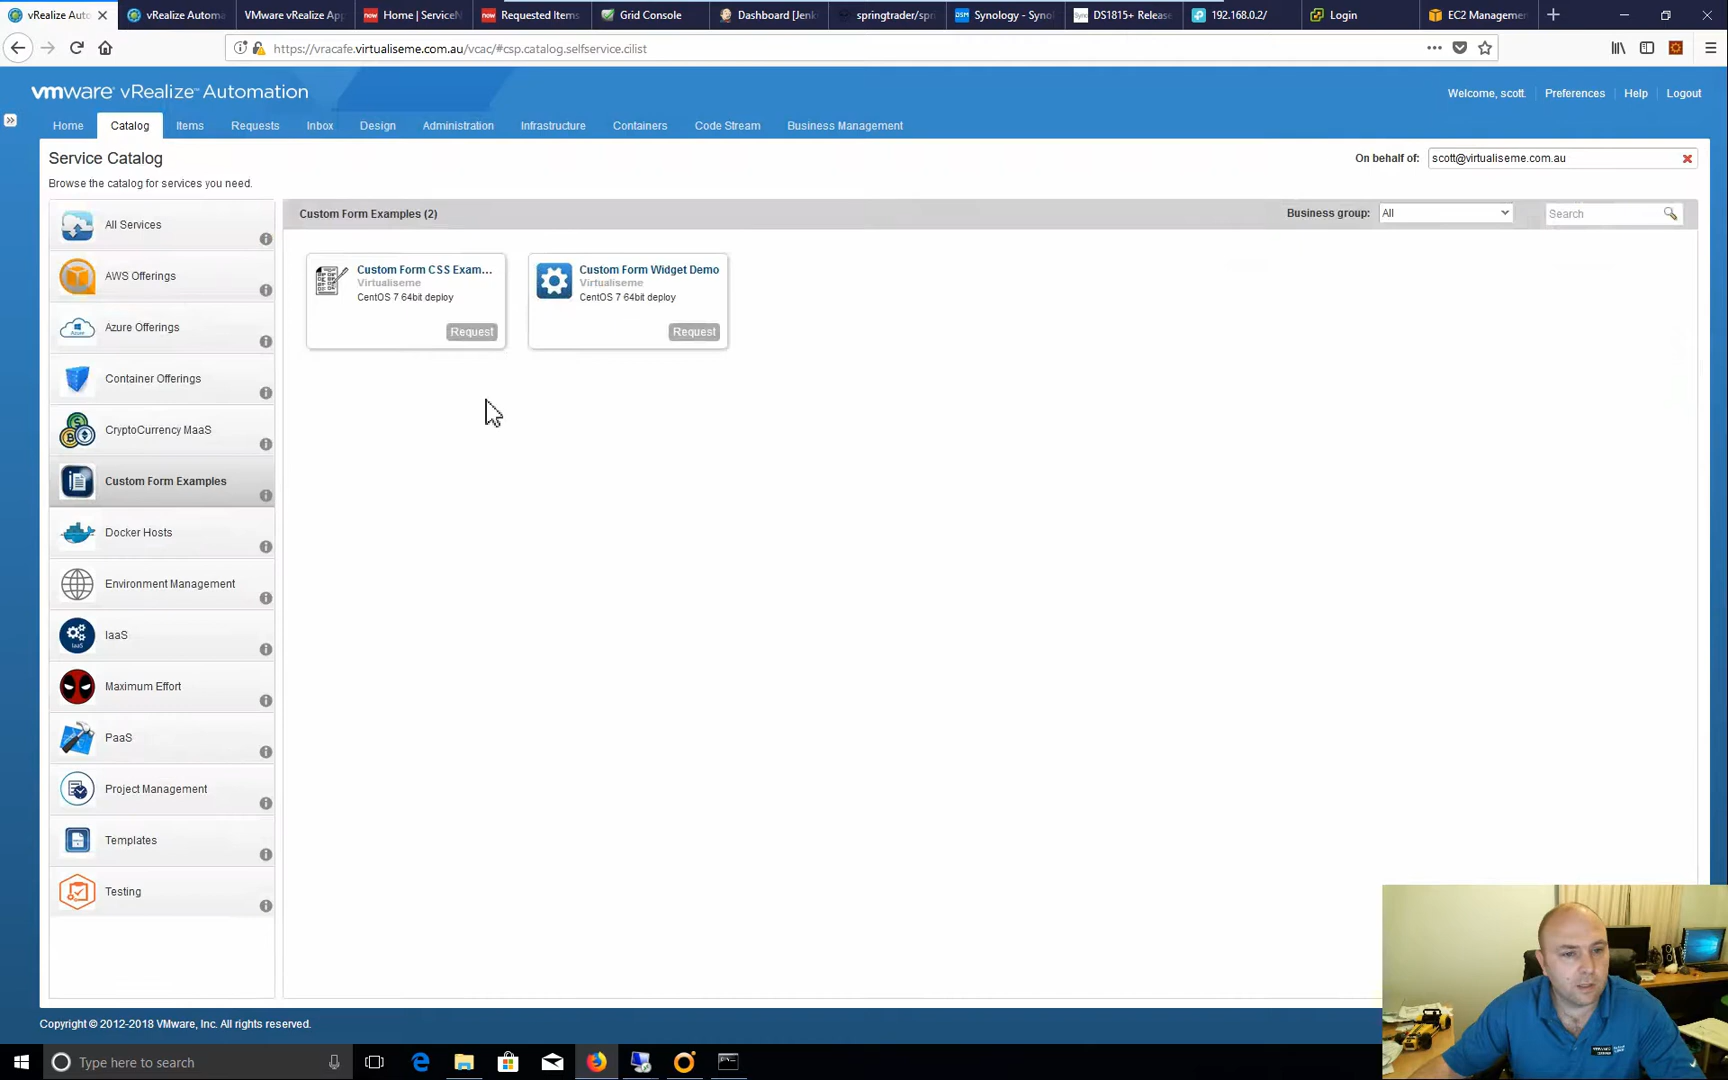 vRealize Auto
vRealize Automa
VMware vRealize App
Home | ServiceN
Requested Items
Grid Console
Dashboard [Jenk
springtrader/spri
Synology - Syno
DS1815+ Releas
192.168.0.2/
Login
EC2 Managemen
https://vracafe.virtualiseme.com.au/vcac/#csp.catalog.selfservice.cilist
vmware vRealize™ Automation
Welcome, scott.
Preferences
Help
Logout
Home
Catalog
Items
Requests
Inbox
Design
Administration
Infrastructure
Containers
Code Stream
Business Management
Service Catalog
On behalf of:
scott@virtualiseme.com.au
Browse the catalog for services you need.
All Services
AWS Offerings
Azure Offerings
Container Offerings
CryptoCurrency MaaS
Custom Form Examples
Docker Hosts
Environment Management
IaaS
Maximum Effort
PaaS
Project Management
Templates
Testing
Custom Form Examples (2)
Business group:
All
Search
Custom Form CSS Exam...
Virtualiseme
CentOS 7 64bit deploy
Request
Custom Form Widget Demo
Virtualiseme
CentOS 7 64bit deploy
Request
Copyright © 2012-2018 VMware, Inc. All rights reserved.
Type here to search